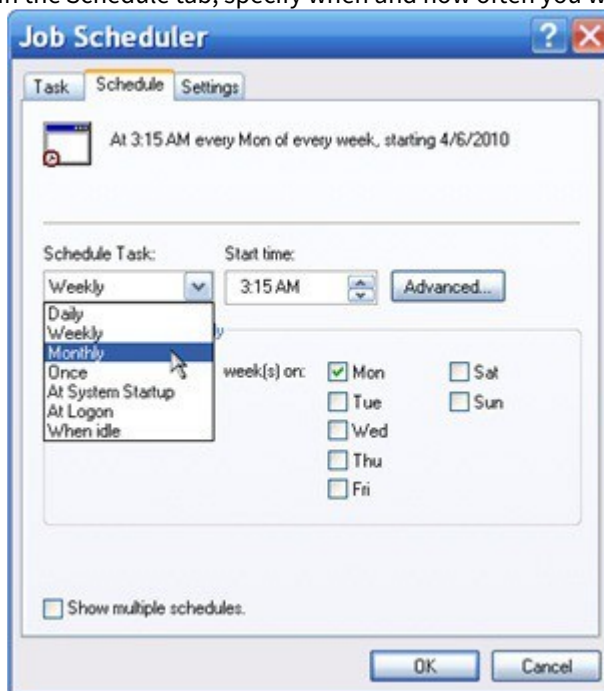 the Schedule tab, specify when and how often you w
Job Scheduler
Task Schedule Settings
At 3:15 AM every Mon of every week, starting 4/6/2010
Schedule Task: Start time:
Weekly 3:15 AM Advanced...
Daily
Weekly
Monthly
Once week(s) on: Mon Sat
At System Startup Tue Sun
At Logon Wed
When idle Thu
Fri
Show multiple schedules.
OK Cancel